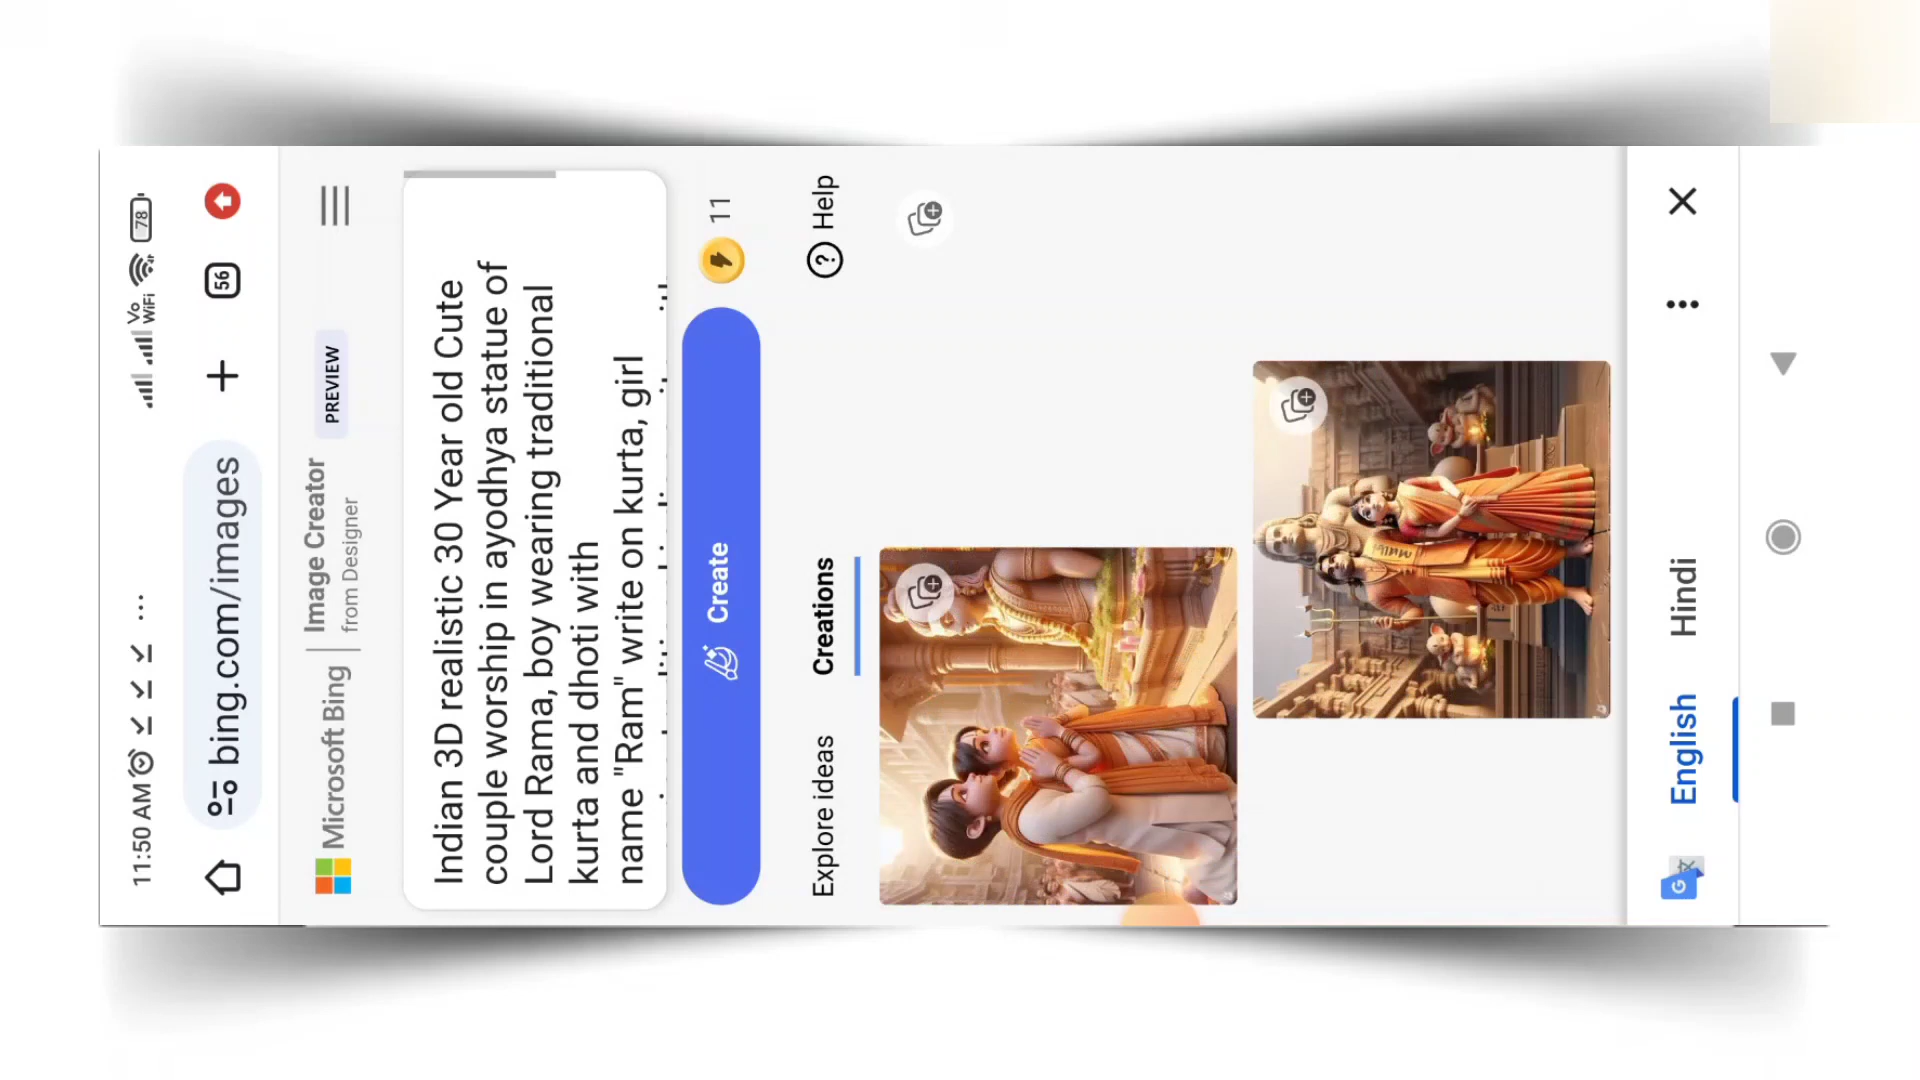 11:50 AM ...
Vo WiFi 78
bing.com/images
56
Microsoft Bing | Image Creator
from Designer
PREVIEW
Indian 3D realistic 30 Year old Cute
couple worship in ayodhya statue of
Lord Rama, boy wearing traditional
kurta and dhoti with
name "Ram" write on kurta, girl
Create
11
Explore ideas
Creations
Help
English
Hindi